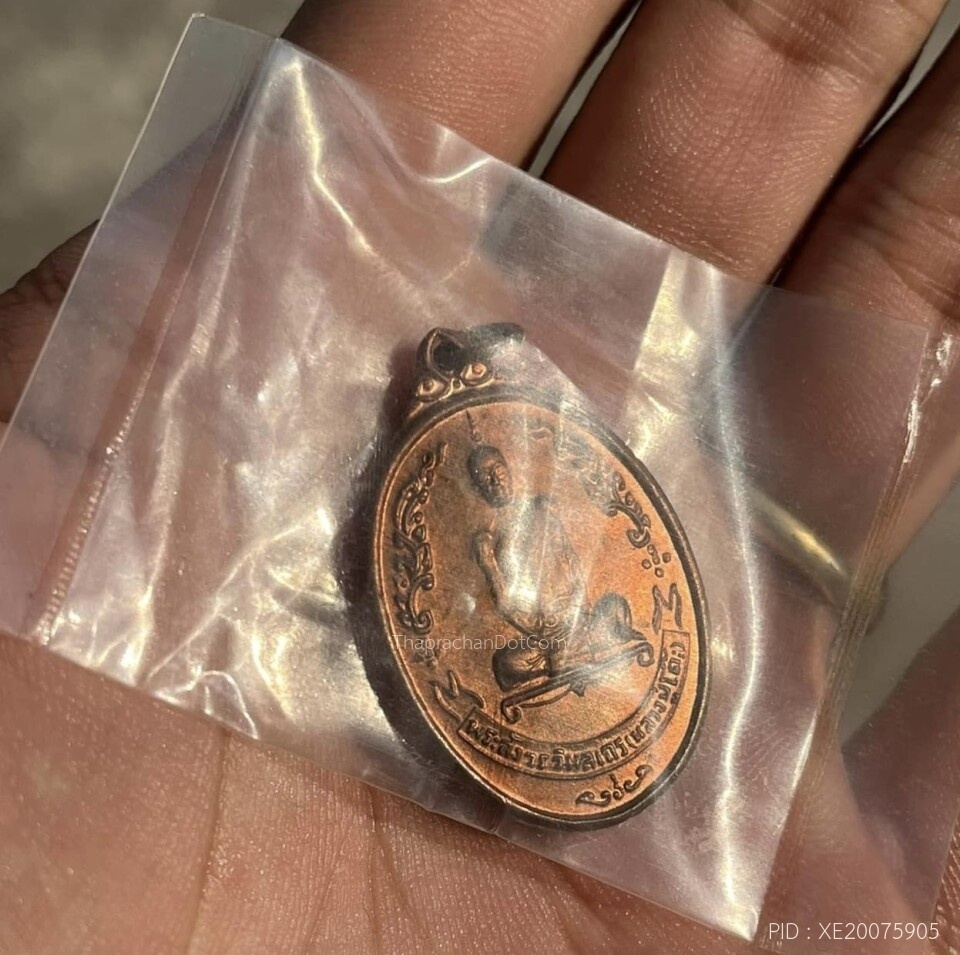 ThaprachanDotCom
พระสังวรวิมลเถร(หลวงปู่โต๊ะ)
PID : XE20075905